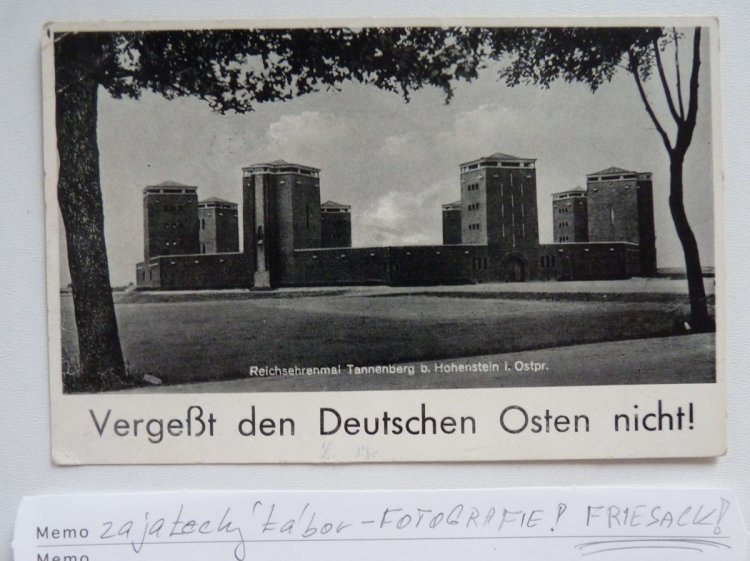 Reichsehrenmal Tannenberg b. Hohenstein i. Ostpr.
Vergeßt den Deutschen Osten nicht!
Memo zajatecký tábor - FOTOGRAFIE! FRIESACK!
Memo